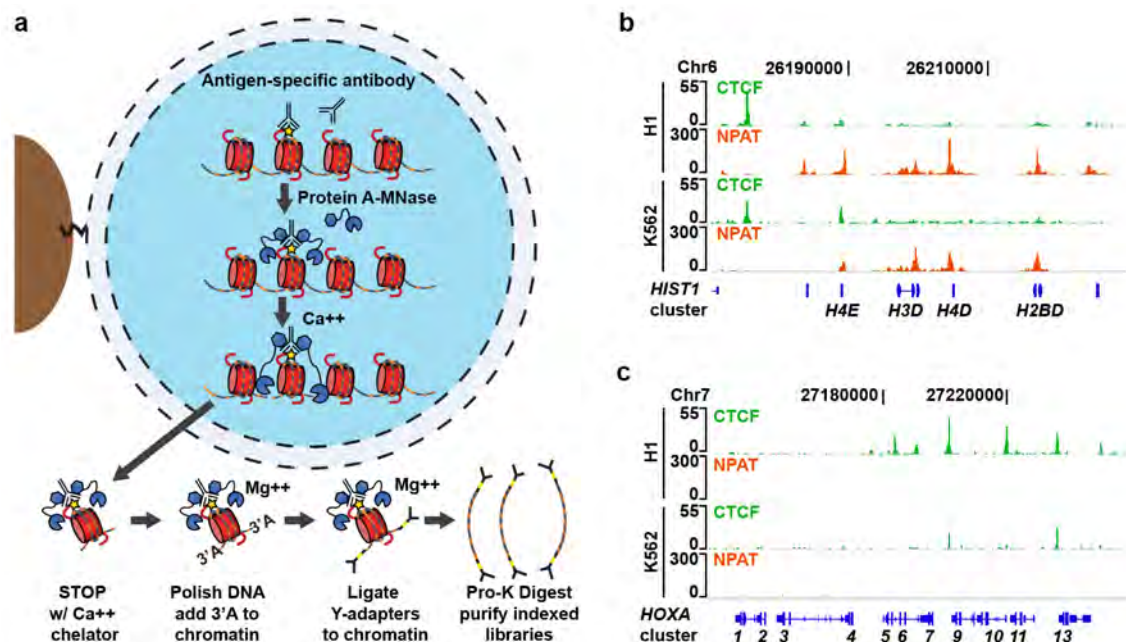 a
Antigen-specific antibody
Protein A-MNase
Ca++
Mg++
Mg++
3'A
3'A
STOP
w/ Ca++
chelator
Polish DNA
add 3'A to
chromatin
Ligate
Y-adapters
to chromatin
Pro-K Digest
purify indexed
libraries
b
Chr6
26190000
26210000
H1
55
0
CTCF
300
0
NPAT
K562
55
0
CTCF
300
0
NPAT
HIST1
cluster
H4E
H3D
H4D
H2BD
c
Chr7
27180000
27220000
H1
55
0
CTCF
300
0
NPAT
K562
55
0
CTCF
300
0
NPAT
HOXA
cluster
1 2 3 4 5 6 7 9 10 11 13